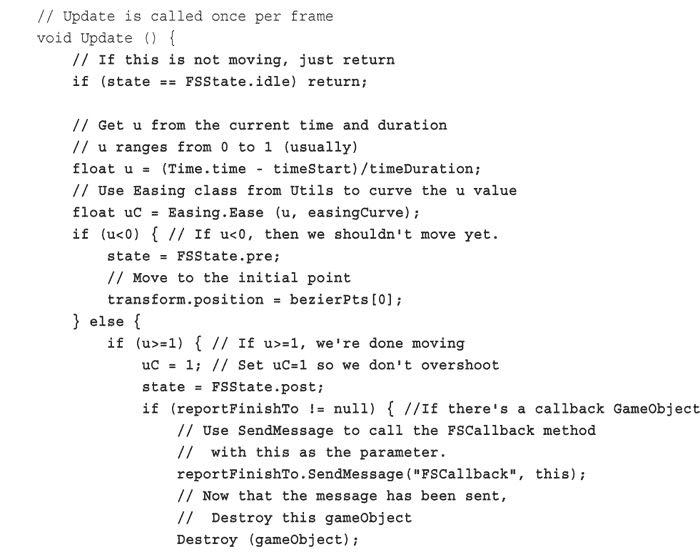 // Update is called once per frame
void Update () {
// If this is not moving, just return
if (state == FSState.idle) return;
// Get u from the current time and duration
// u ranges from 0 to 1 (usually)
float u = (Time.time - timeStart)/timeDuration;
// Use Easing class from Utils to curve the u value
float uC = Easing.Ease (u, easingCurve);
if (u<0) { // If u<0, then we shouldn't move yet.
state = FSState.pre;
// Move to the initial point
transform.position = bezierPts[0];
} else {
if (u>=1) { // If u>=1, we're done moving
uC = 1; // Set uC=1 so we don't overshoot
state = FSState.post;
if (reportFinishTo != null) { //If there's a callback GameObject
// Use SendMessage to call the FSCallback method
//  with this as the parameter.
reportFinishTo.SendMessage("FSCallback", this);
// Now that the message has been sent,
//  Destroy this gameObject
Destroy (gameObject);